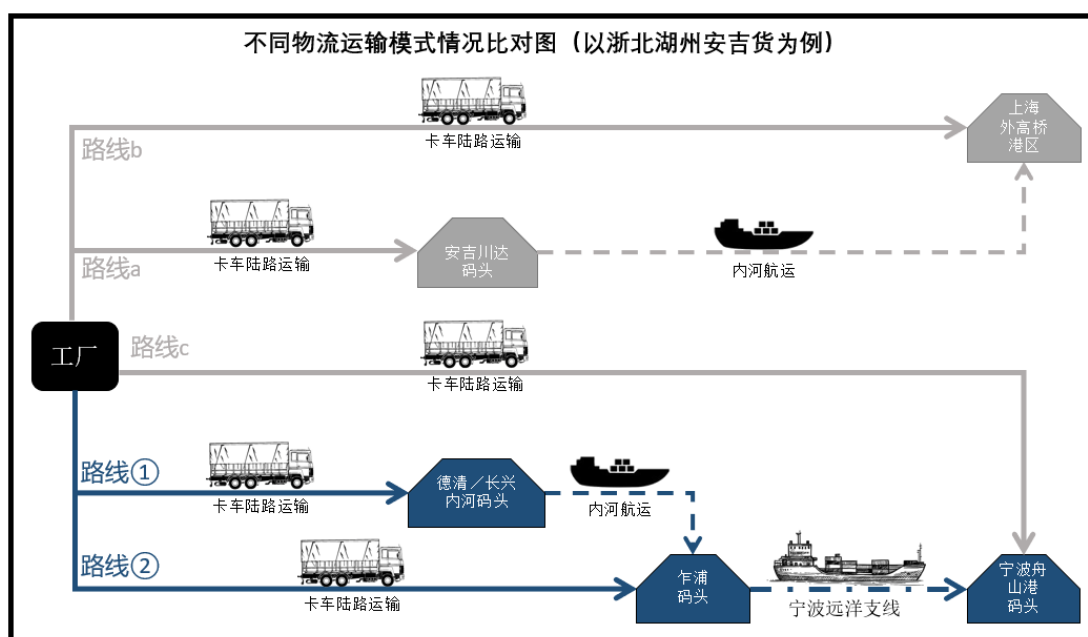 不同物流运输模式情况比对图（以浙北湖州安吉货为例）
卡车陆路运输
路线b
上海
外高桥
港区
卡车陆路运输
路线a
安吉川达
码头
内河航运
工厂
路线c
卡车陆路运输
路线①
卡车陆路运输
德清／长兴
内河码头
内河航运
路线②
卡车陆路运输
乍浦
码头
宁波远洋支线
宁波舟
山港
码头